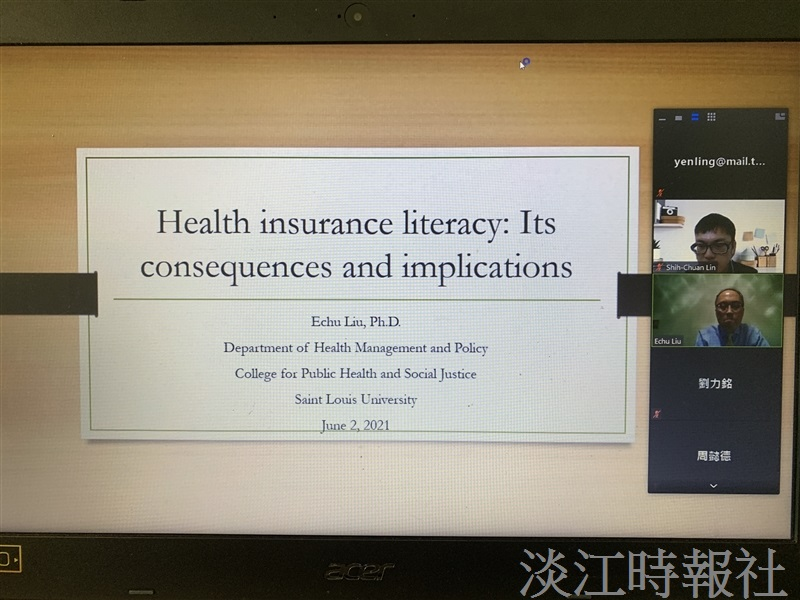 Health insurance literacy: Its
consequences and implications
Echu Liu, Ph.D.
Department of Health Management and Policy
College for Public Health and Social Justice
Saint Louis University
June 2, 2021
yenling@mail.t...
Shih-Chuan Lin
Echu Liu
劉力銘
周懿德
acer
淡江時報社